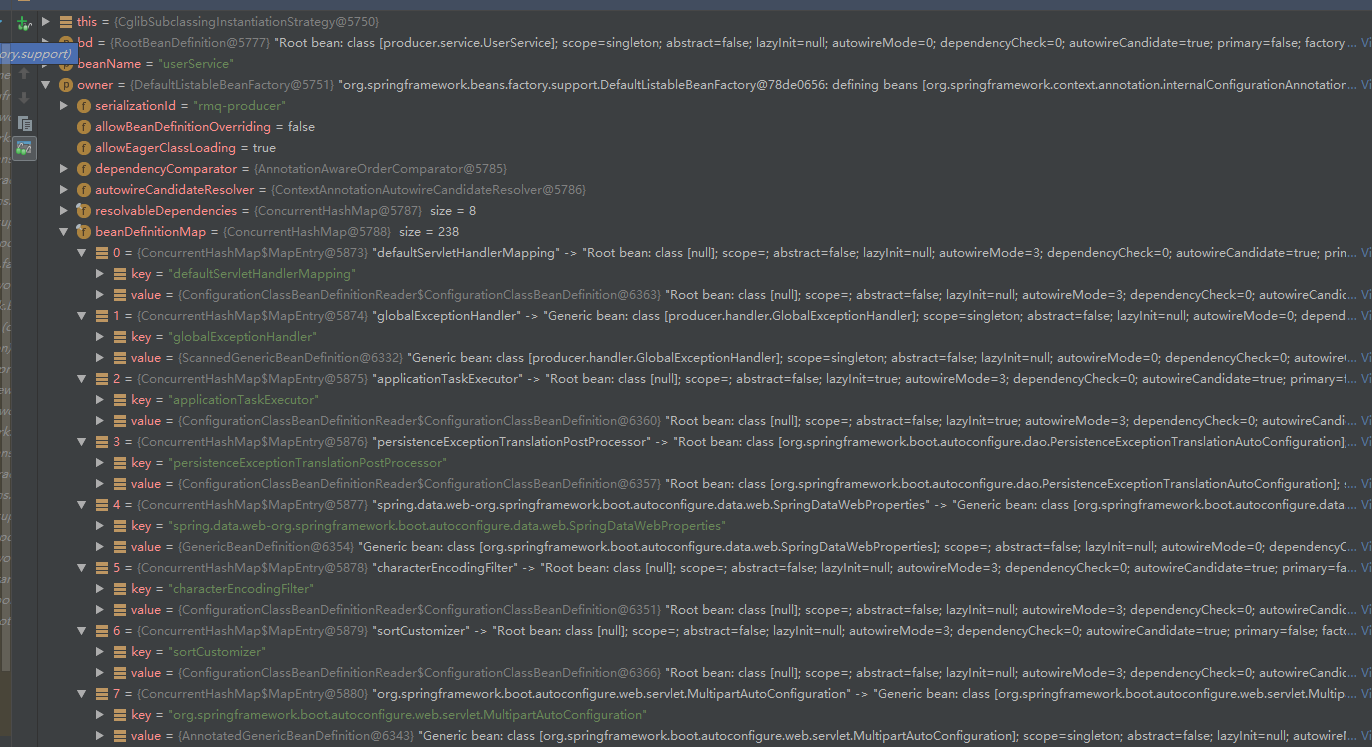 this = {CglibSubclassingInstantiationStrategy@5750}
bd = {RootBeanDefinition@5777} "Root bean: class [producer.service.UserService]; scope=singleton; abstract=false; lazyInit=null; autowireMode=0; dependencyCheck=0; autowireCandidate=true; primary=false; factory... Vi
ory.support)
beanName = "userService"
owner = {DefaultListableBeanFactory@5751} "org.springframework.beans.factory.support.DefaultListableBeanFactory@78de0656: defining beans [org.springframework.context.annotation.internalConfigurationAnnotation... Vi
serializationId = "rmq-producer"
allowBeanDefinitionOverriding = false
allowEagerClassLoading = true
dependencyComparator = {AnnotationAwareOrderComparator@5785}
autowireCandidateResolver = {ContextAnnotationAutowireCandidateResolver@5786}
resolvableDependencies = {ConcurrentHashMap@5787} size = 8
beanDefinitionMap = {ConcurrentHashMap@5788} size = 238
0 = {ConcurrentHashMap$MapEntry@5873} "defaultServletHandlerMapping" -> "Root bean: class [null]; scope=; abstract=false; lazyInit=null; autowireMode=3; dependencyCheck=0; autowireCandidate=true; prin... Vi
key = "defaultServletHandlerMapping"
value = {ConfigurationClassBeanDefinitionReader$ConfigurationClassBeanDefinition@6363} "Root bean: class [null]; scope=; abstract=false; lazyInit=null; autowireMode=3; dependencyCheck=0; autowireCandic... Vi
1 = {ConcurrentHashMap$MapEntry@5874} "globalExceptionHandler" -> "Generic bean: class [producer.handler.GlobalExceptionHandler]; scope=singleton; abstract=false; lazyInit=null; autowireMode=0; depend... Vi
key = "globalExceptionHandler"
value = {ScannedGenericBeanDefinition@6332} "Generic bean: class [producer.handler.GlobalExceptionHandler]; scope=singleton; abstract=false; lazyInit=null; autowireMode=0; dependencyCheck=0; autowire... Vi
2 = {ConcurrentHashMap$MapEntry@5875} "applicationTaskExecutor" -> "Root bean: class [null]; scope=; abstract=false; lazyInit=true; autowireMode=3; dependencyCheck=0; autowireCandidate=true; primary=f... Vi
key = "applicationTaskExecutor"
value = {ConfigurationClassBeanDefinitionReader$ConfigurationClassBeanDefinition@6360} "Root bean: class [null]; scope=; abstract=false; lazyInit=true; autowireMode=3; dependencyCheck=0; autowireCandi... Vi
3 = {ConcurrentHashMap$MapEntry@5876} "persistenceExceptionTranslationPostProcessor" -> "Root bean: class [org.springframework.boot.autoconfigure.dao.PersistenceExceptionTranslationAutoConfiguration]... Vi
key = "persistenceExceptionTranslationPostProcessor"
value = {ConfigurationClassBeanDefinitionReader$ConfigurationClassBeanDefinition@6357} "Root bean: class [org.springframework.boot.autoconfigure.dao.PersistenceExceptionTranslationAutoConfiguration]; s... Vi
4 = {ConcurrentHashMap$MapEntry@5877} "spring.data.web-org.springframework.boot.autoconfigure.data.web.SpringDataWebProperties" -> "Generic bean: class [org.springframework.boot.autoconfigure.data... Vi
key = "spring.data.web-org.springframework.boot.autoconfigure.data.web.SpringDataWebProperties"
value = {GenericBeanDefinition@6354} "Generic bean: class [org.springframework.boot.autoconfigure.data.web.SpringDataWebProperties]; scope=; abstract=false; lazyInit=null; autowireMode=0; dependencyC... Vi
5 = {ConcurrentHashMap$MapEntry@5878} "characterEncodingFilter" -> "Root bean: class [null]; scope=; abstract=false; lazyInit=null; autowireMode=3; dependencyCheck=0; autowireCandidate=true; primary=fa... Vi
key = "characterEncodingFilter"
value = {ConfigurationClassBeanDefinitionReader$ConfigurationClassBeanDefinition@6351} "Root bean: class [null]; scope=; abstract=false; lazyInit=null; autowireMode=3; dependencyCheck=0; autowireCandic... Vi
6 = {ConcurrentHashMap$MapEntry@5879} "sortCustomizer" -> "Root bean: class [null]; scope=; abstract=false; lazyInit=null; autowireMode=3; dependencyCheck=0; autowireCandidate=true; primary=false; facto... Vi
key = "sortCustomizer"
value = {ConfigurationClassBeanDefinitionReader$ConfigurationClassBeanDefinition@6366} "Root bean: class [null]; scope=; abstract=false; lazyInit=null; autowireMode=3; dependencyCheck=0; autowireCandic... Vi
7 = {ConcurrentHashMap$MapEntry@5880} "org.springframework.boot.autoconfigure.web.servlet.MultipartAutoConfiguration" -> "Generic bean: class [org.springframework.boot.autoconfigure.web.servlet.Multip... Vi
key = "org.springframework.boot.autoconfigure.web.servlet.MultipartAutoConfiguration"
value = {AnnotatedGenericBeanDefinition@6343} "Generic bean: class [org.springframework.boot.autoconfigure.web.servlet.MultipartAutoConfiguration]; scope=singleton; abstract=false; lazyInit=null; autowireM... Vi